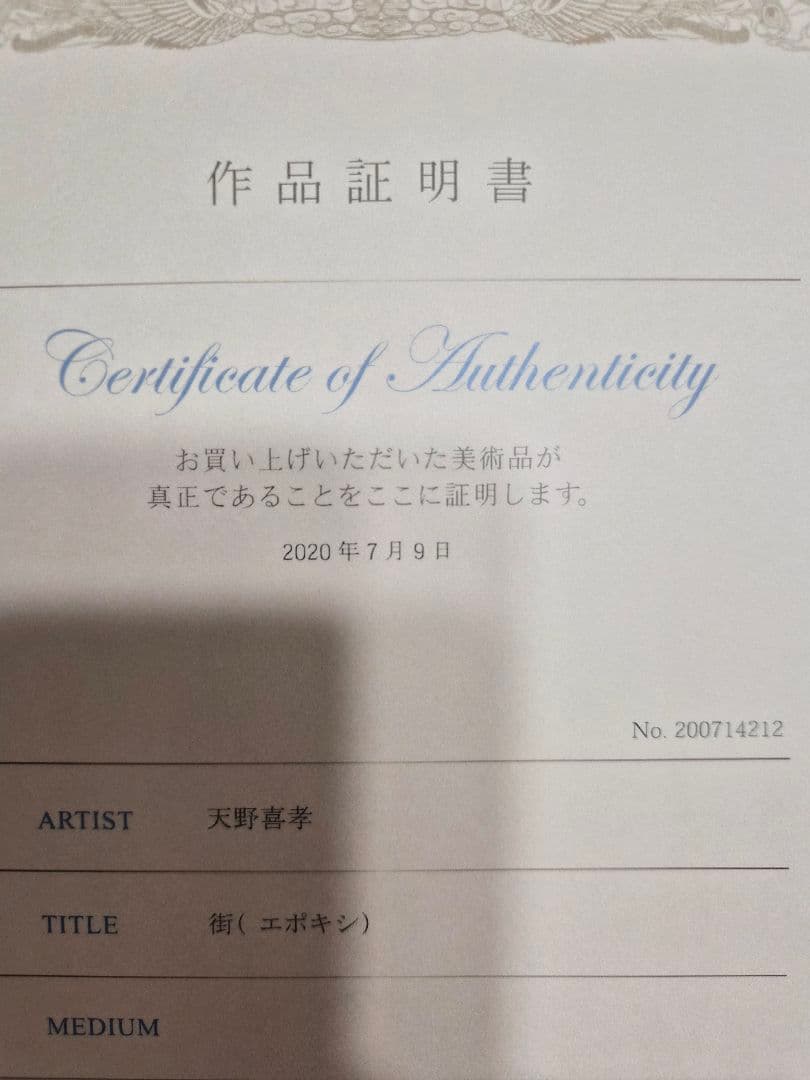 作品証明書
Certificate of Authenticity
お買い上げいただいた美術品が
真正であることをここに証明します。
2020年7月9日
No. 200714212
ARTIST 天野喜孝
TITLE 街( エポキシ)
MEDIUM